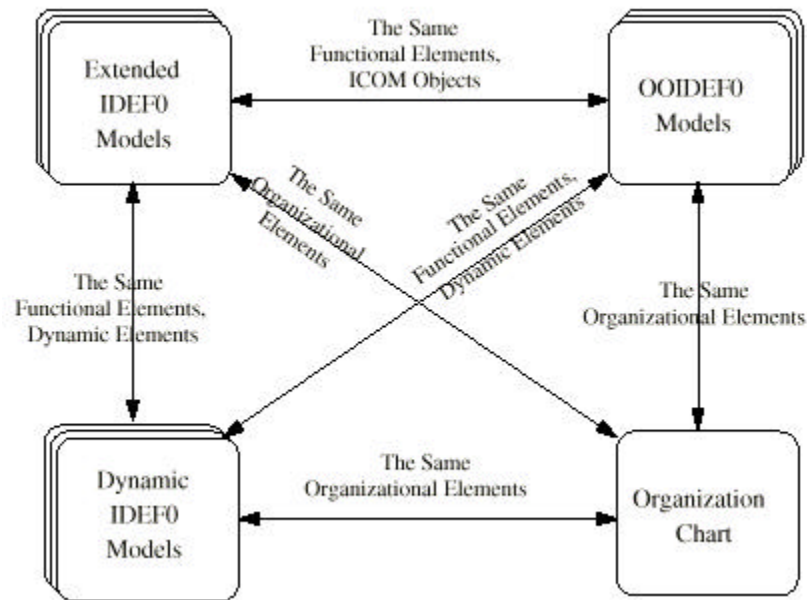 The Same
Functional Elements,
ICOM Objects
Extended
IDEF0
Models
OOIDEF0
Models
The Same
Organizational
Elements
The Same
Functional Elements,
Dynamic Elements
The Same
Functional Elements,
Dynamic Elements
The Same
Organizational Elements
Dynamic
IDEF0
Models
The Same
Organizational Elements
Organization
Chart